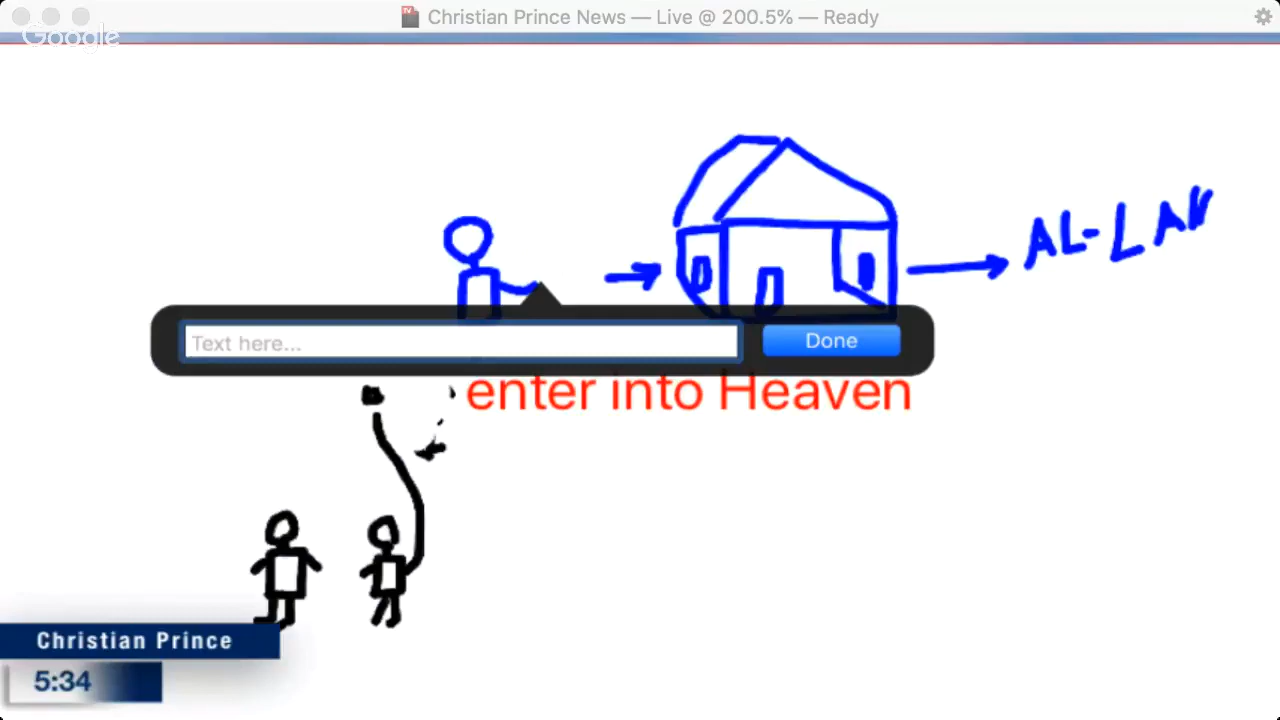 Christian Prince News — Live @ 200.5% — Ready
Google
AL-LAH
Text here...
Done
enter into Heaven
Christian Prince
5:34